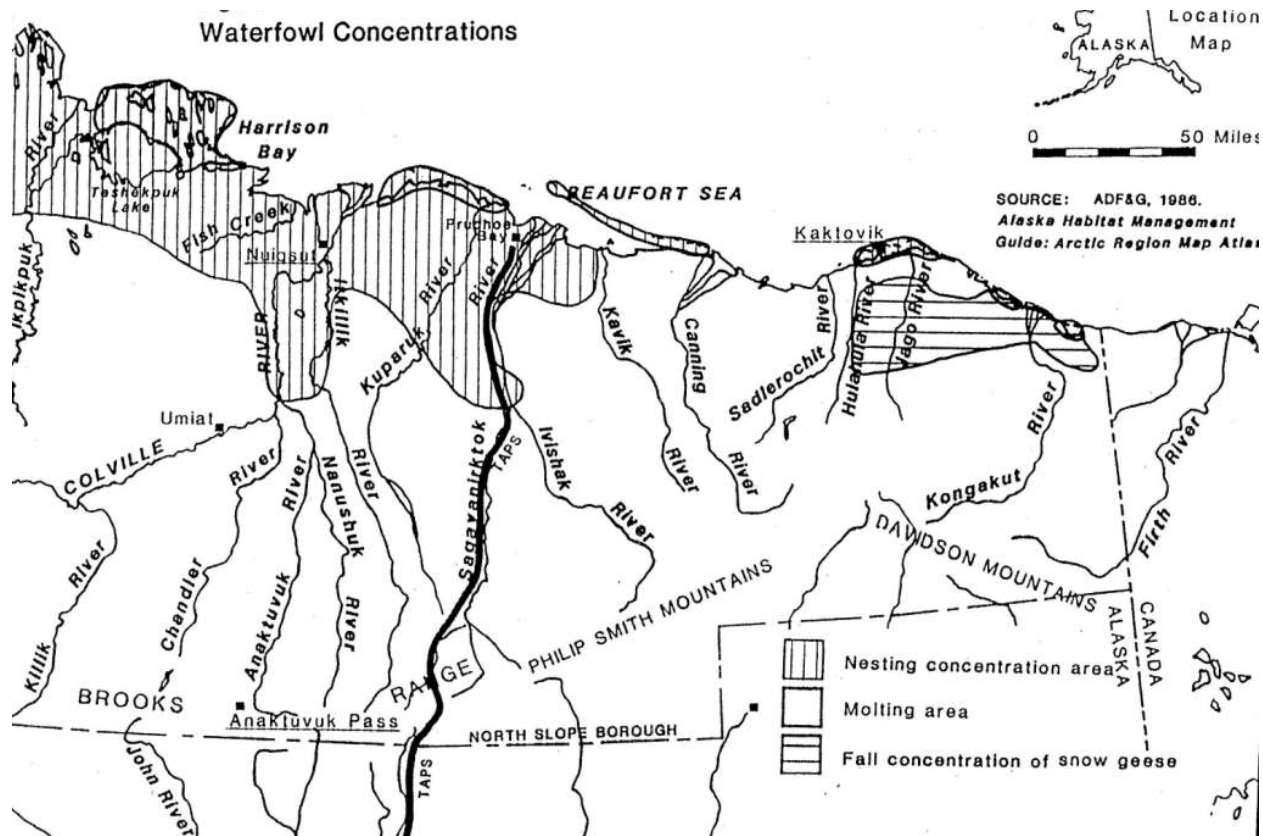 Waterfowl Concentrations
Location
Map
ALASKA
0 50 Miles
SOURCE: ADF&G, 1986.
Alaska Habitat Management
Guide: Arctic Region Map Atlas
Harrison
Bay
River
Teshekpuk
Lake
Fish Creek
Nuiqsut
Ikpikpuk
BEAUFORT SEA
Prudhoe
Bay
Kaktovik
RIVER
Itkillik
Kuparuk
River
River
Kavik
River
Canning
River
Sadlerochit
River
Hulahula River
Jago River
Umiat
COLVILLE
Killik
River
Chandler
River
Anaktuvuk
River
Nanushuk
River
River
Sagavanirktok
TAPS
Ivishak
River
Kongakut
River
Firth
River
DAWDSON MOUNTAINS
PHILIP SMITH MOUNTAINS
BROOKS
RANGE
Anaktuvuk Pass
NORTH SLOPE BOROUGH
John River
TAPS
ALASKA
CANADA
Nesting concentration area
Molting area
Fall concentration of snow geese